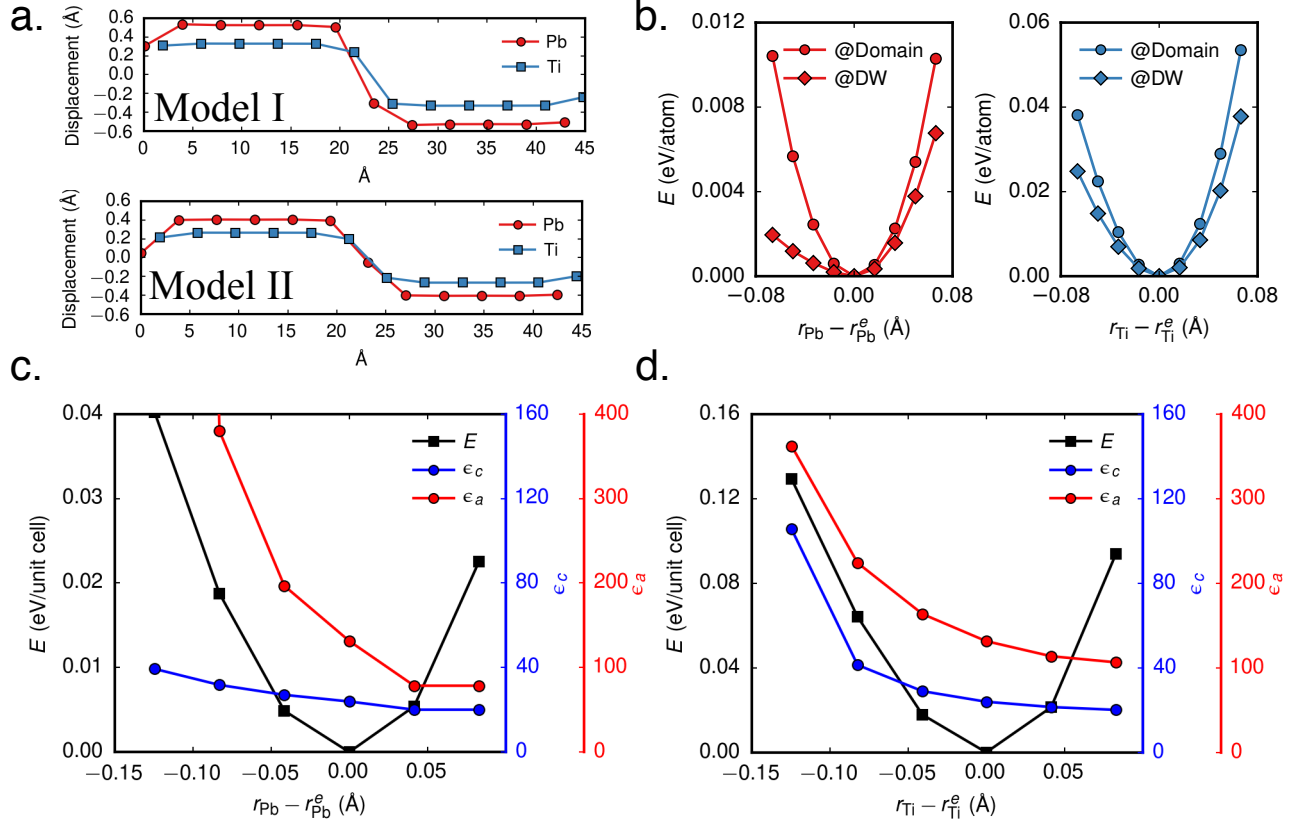 a.
Displacement (Å)
0.6
0.4
0.2
0.0
−0.2
−0.4
−0.6
Pb
Ti
Model I
0 5 10 15 20 25 30 35 40 45
Å
Displacement (Å)
0.6
0.4
0.2
0.0
−0.2
−0.4
−0.6
Pb
Ti
Model II
0 5 10 15 20 25 30 35 40 45
Å
b.
E (eV/atom)
0.012
0.008
0.004
0.000
@Domain
@DW
−0.08 0.00 0.08
r_Pb − r^e_Pb (Å)
E (eV/atom)
0.06
0.04
0.02
0.00
@Domain
@DW
−0.08 0.00 0.08
r_Ti − r^e_Ti (Å)
c.
E (eV/unit cell)
0.04
0.03
0.02
0.01
0.00
E
ϵ_c
ϵ_a
−0.15 −0.10 −0.05 0.00 0.05
r_Pb − r^e_Pb (Å)
160
120
80
40
0
ϵ_c
400
300
200
100
0
ϵ_a
d.
E (eV/unit cell)
0.16
0.12
0.08
0.04
0.00
E
ϵ_c
ϵ_a
−0.15 −0.10 −0.05 0.00 0.05
r_Ti − r^e_Ti (Å)
160
120
80
40
0
ϵ_c
400
300
200
100
0
ϵ_a